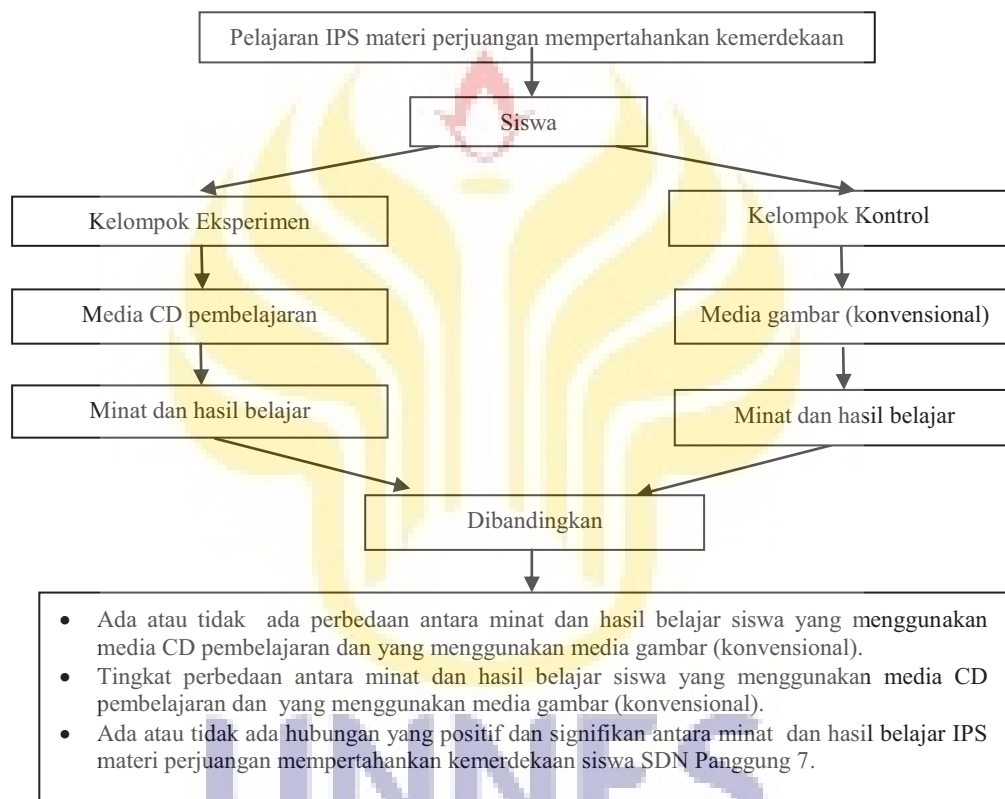 Pelajaran IPS materi perjuangan mempertahankan kemerdekaan
Siswa
Kelompok Eksperimen
Kelompok Kontrol
Media CD pembelajaran
Media gambar (konvensional)
Minat dan hasil belajar
Minat dan hasil belajar
Dibandingkan
• Ada atau tidak ada perbedaan antara minat dan hasil belajar siswa yang menggunakan
media CD pembelajaran dan yang menggunakan media gambar (konvensional).
• Tingkat perbedaan antara minat dan hasil belajar siswa yang menggunakan media CD
pembelajaran dan yang menggunakan media gambar (konvensional).
• Ada atau tidak ada hubungan yang positif dan signifikan antara minat dan hasil belajar IPS
materi perjuangan mempertahankan kemerdekaan siswa SDN Panggung 7.
UNNES